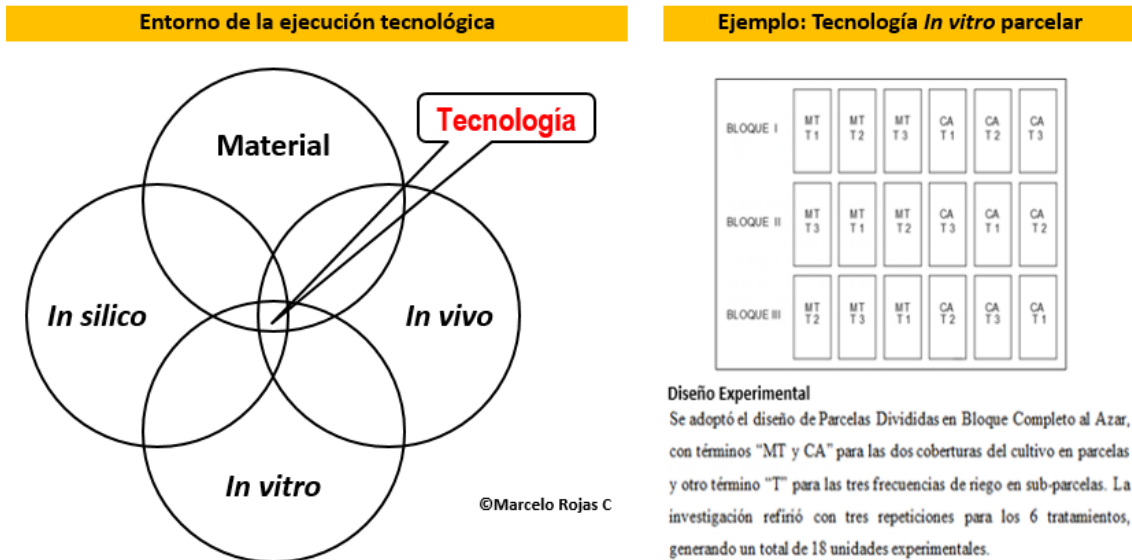 Entorno de la ejecución tecnológica
Material
Tecnología
In silico
In vivo
In vitro
©Marcelo Rojas C
Ejemplo: Tecnología In vitro parcelar
BLOQUE I
MT T1
MT T2
MT T3
CA T1
CA T2
CA T3
BLOQUE II
MT T3
MT T1
MT T2
CA T3
CA T1
CA T2
BLOQUE III
MT T2
MT T3
MT T1
CA T2
CA T3
CA T1
Diseño Experimental
Se adoptó el diseño de Parcelas Divididas en Bloque Completo al Azar,
con términos “MT y CA” para las dos coberturas del cultivo en parcelas
y otro término “T” para las tres frecuencias de riego en sub-parcelas. La
investigación refirió con tres repeticiones para los 6 tratamientos,
generando un total de 18 unidades experimentales.